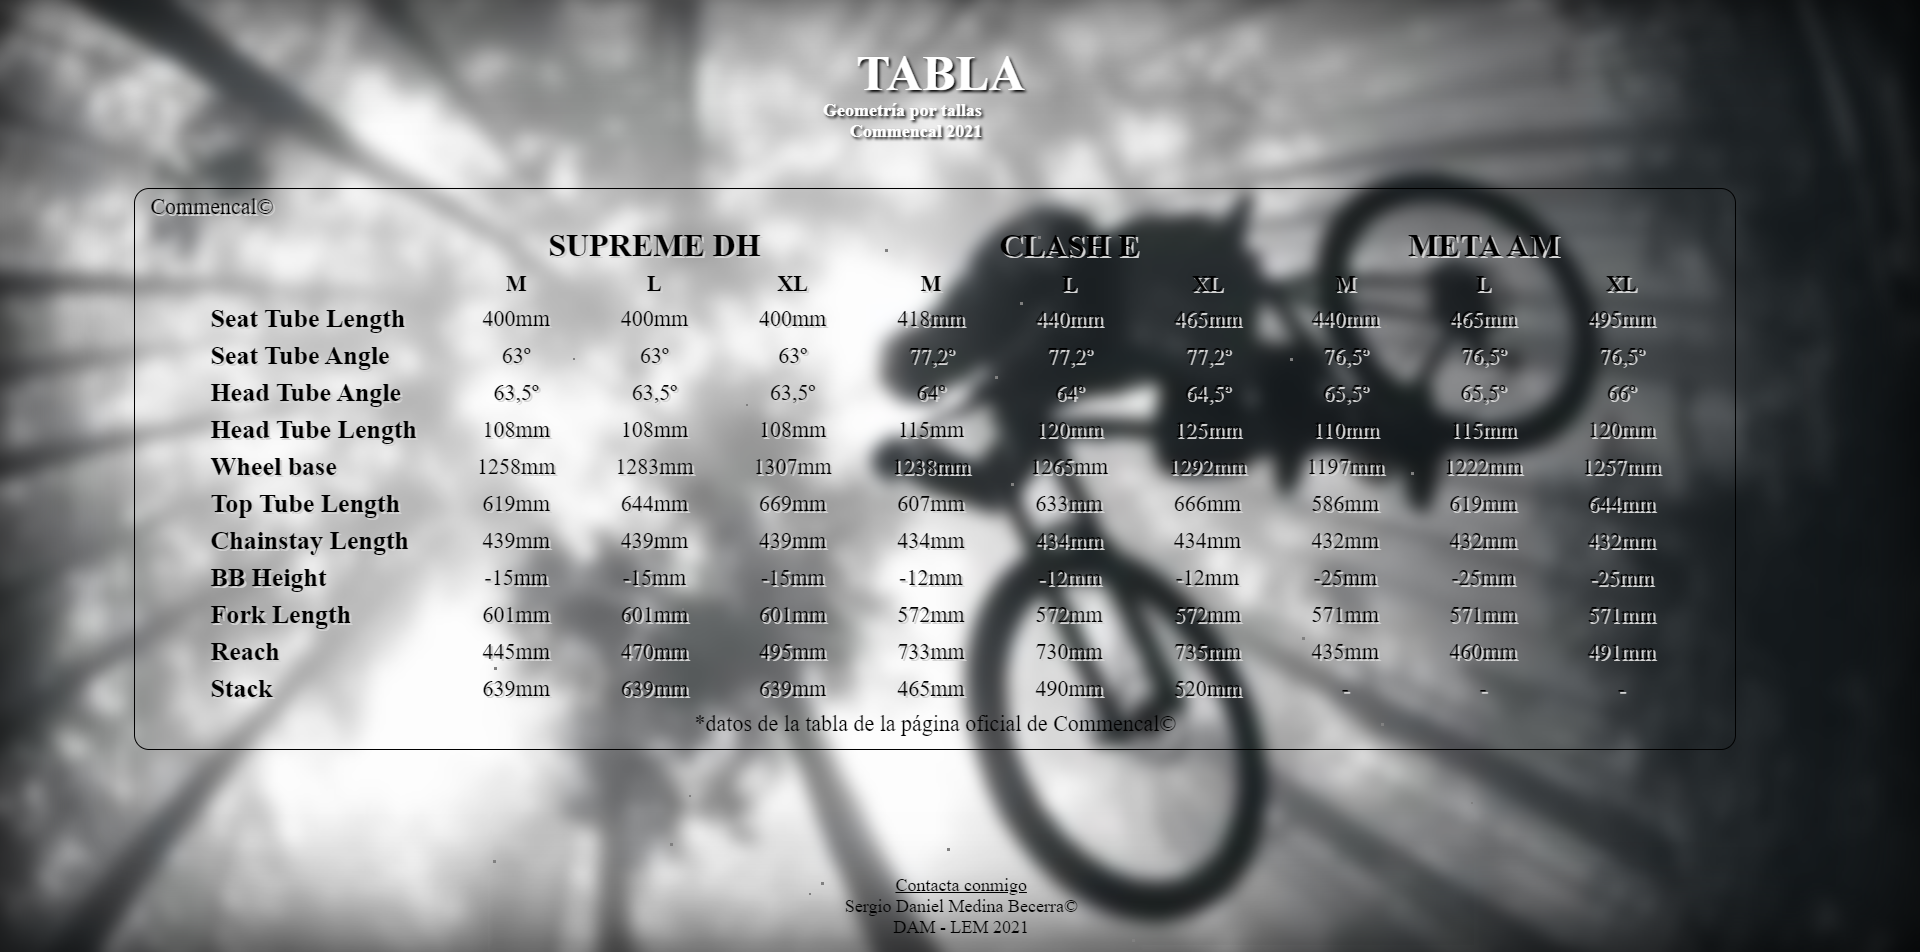 TABLA
Geometría por tallas
Commencal 2021
Commencal©
SUPREME DH CLASH E META AM
M L XL M L XL M L XL
Seat Tube Length 400mm 400mm 400mm 418mm 440mm 465mm 440mm 465mm 495mm
Seat Tube Angle 63º 63º 63º 77,2º 77,2º 77,2º 76,5º 76,5º 76,5º
Head Tube Angle 63,5º 63,5º 63,5º 64º 64º 64,5º 65,5º 65,5º 66º
Head Tube Length 108mm 108mm 108mm 115mm 120mm 125mm 110mm 115mm 120mm
Wheel base 1258mm 1283mm 1307mm 1238mm 1265mm 1292mm 1197mm 1222mm 1257mm
Top Tube Length 619mm 644mm 669mm 607mm 633mm 666mm 586mm 619mm 644mm
Chainstay Length 439mm 439mm 439mm 434mm 434mm 434mm 432mm 432mm 432mm
BB Height -15mm -15mm -15mm -12mm -12mm -12mm -25mm -25mm -25mm
Fork Length 601mm 601mm 601mm 572mm 572mm 572mm 571mm 571mm 571mm
Reach 445mm 470mm 495mm 733mm 730mm 735mm 435mm 460mm 491mm
Stack 639mm 639mm 639mm 465mm 490mm 520mm - - -
*datos de la tabla de la página oficial de Commencal©
Contacta conmigo
Sergio Daniel Medina Becerra©
DAM - LEM 2021